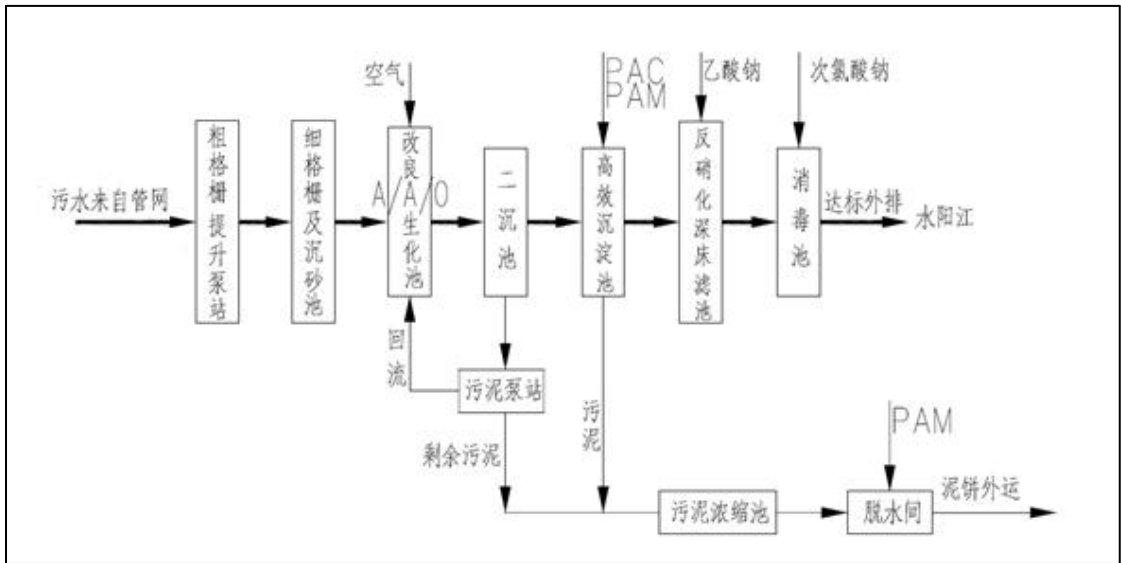 空气
PAC
PAM
乙酸钠
次氯酸钠
污水来自管网
粗格栅提升泵站
细格栅及沉砂池
改良A/A/O生化池
二沉池
高效沉淀池
反硝化深床滤池
消毒池
达标外排
水阳江
回流
污泥泵站
剩余污泥
污泥
PAM
污泥浓缩池
脱水间
泥饼外运